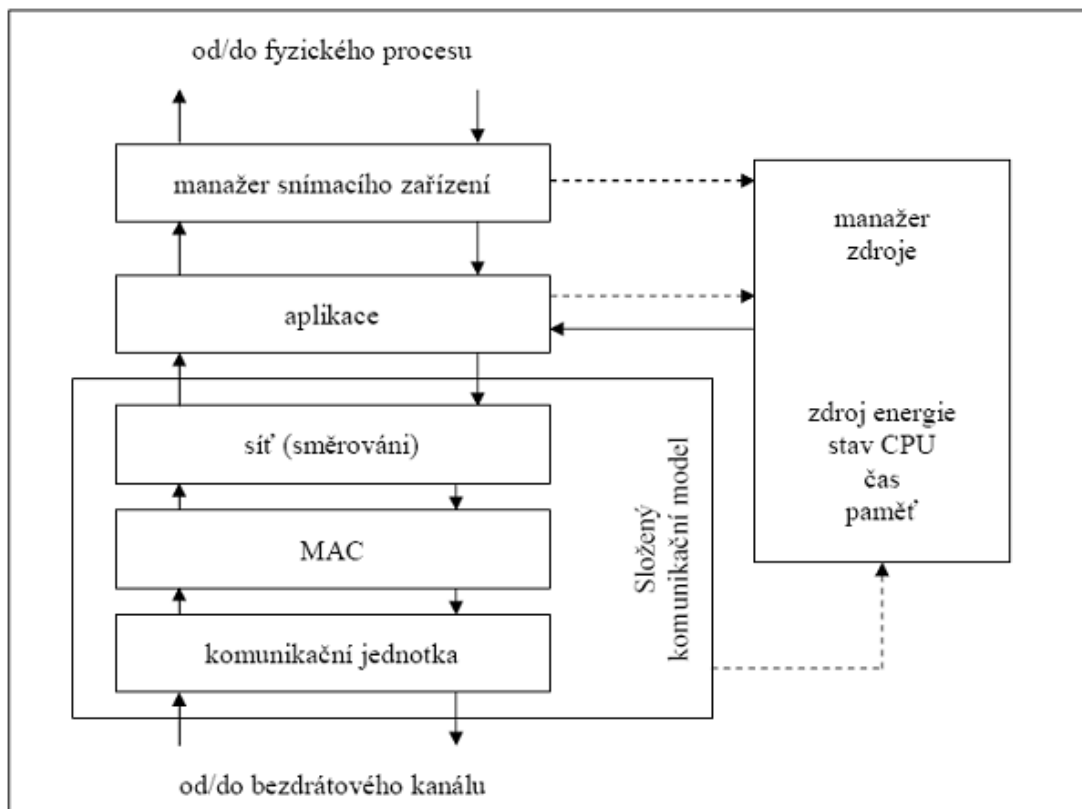 od/do fyzického procesu
manažer snímacího zařízení
manažer
zdroje
aplikace
zdroj energie
stav CPU
čas
paměť
síť (směrováni)
MAC
komunikační jednotka
Složený
komunikační model
od/do bezdrátového kanálu